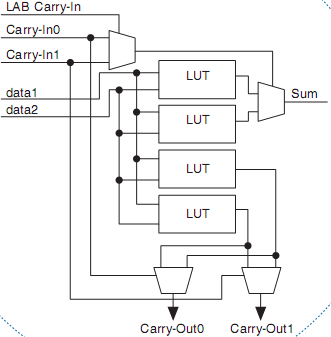 LAB Carry-In
Carry-In0
Carry-In1
data1
data2
LUT
LUT
LUT
LUT
Sum
Carry-Out0
Carry-Out1